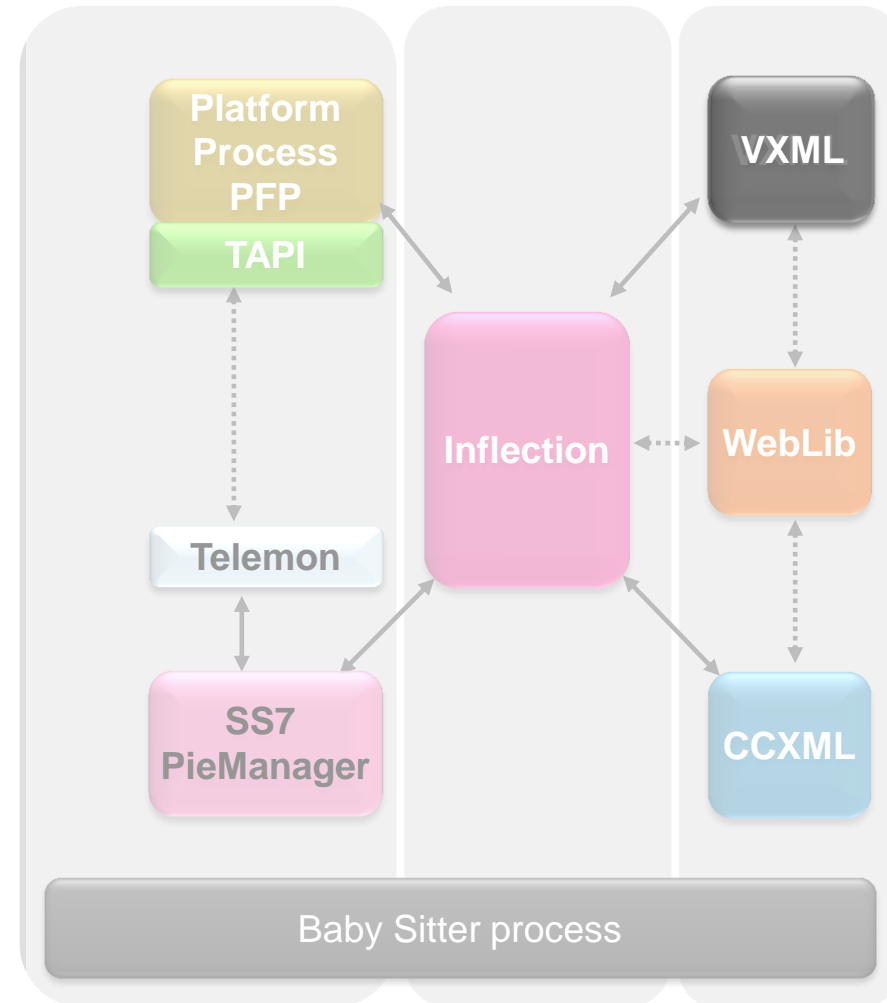 Platform
Process
PFP
VXML
TAPI
Inflection
WebLib
Telemon
SS7
PieManager
CCXML
Baby Sitter process